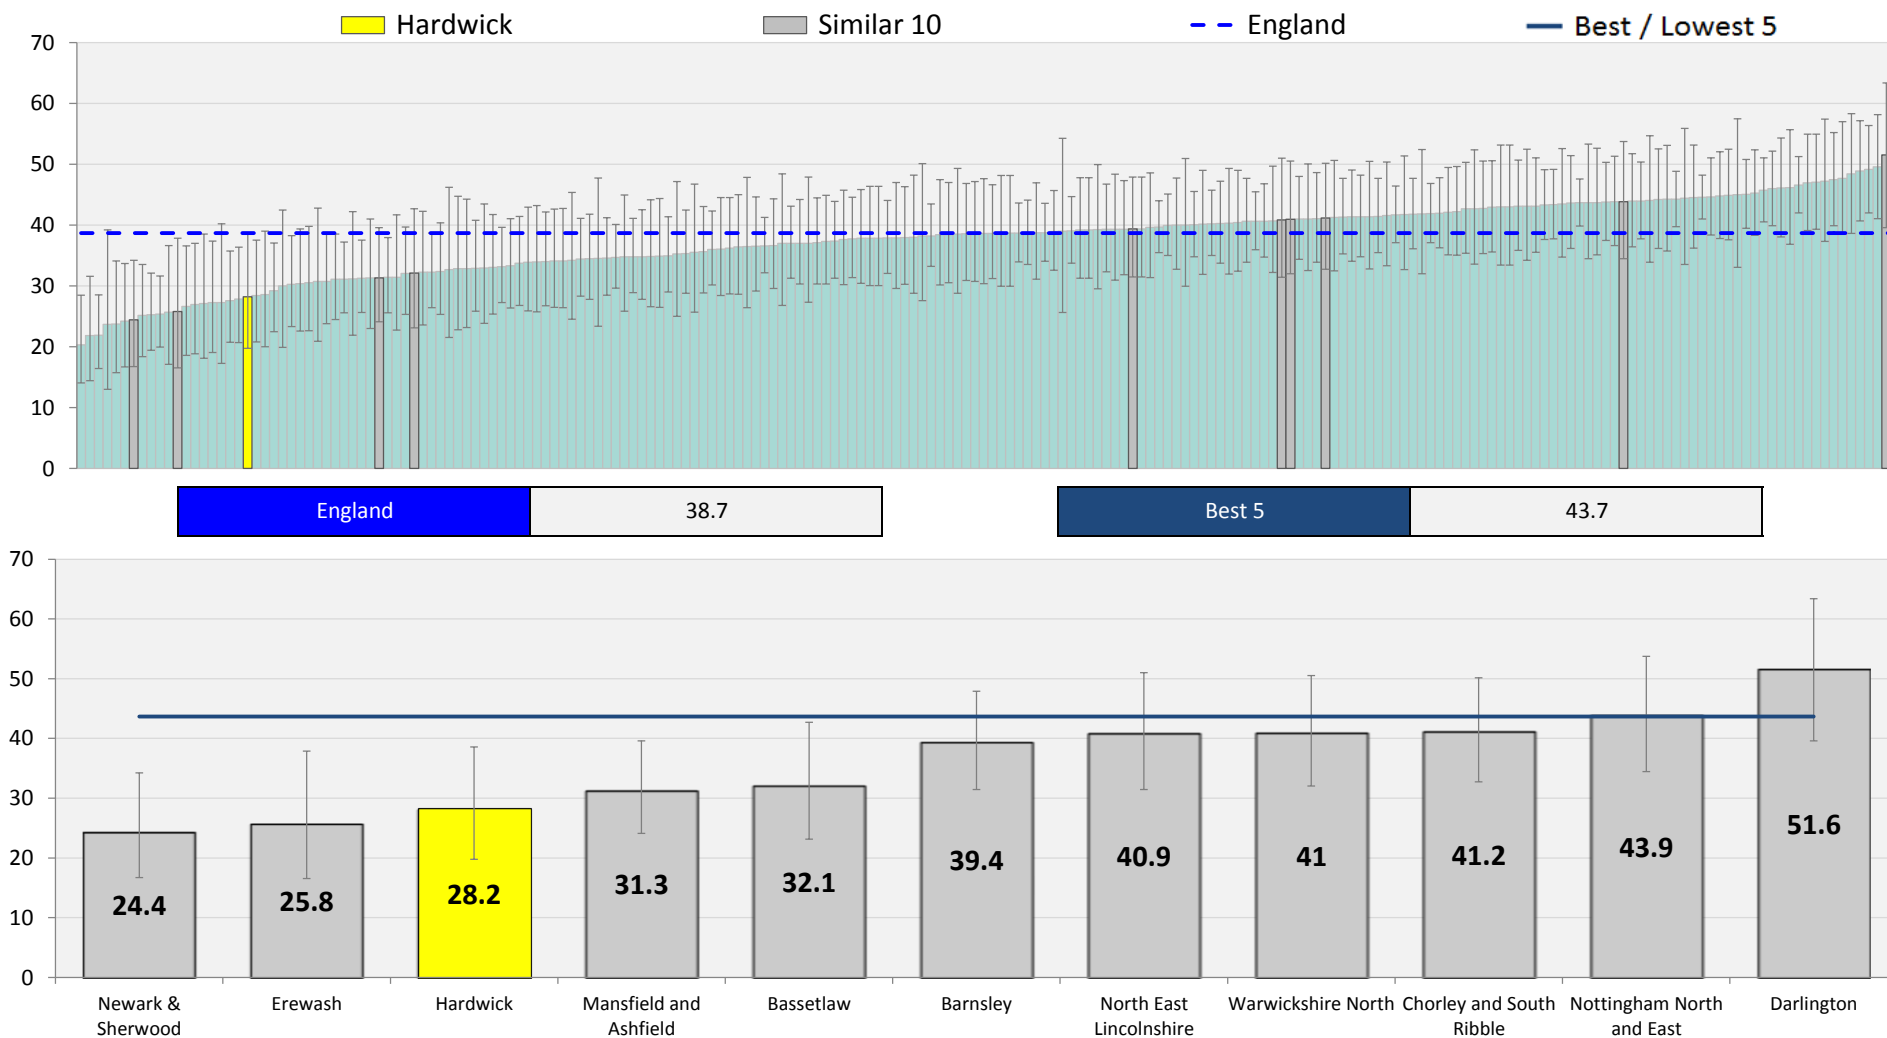 Hardwick
Similar 10
England
Best / Lowest 5
70
60
50
40
30
20
10
0
England
38.7
Best 5
43.7
70
60
50
40
30
20
10
0
24.4
25.8
28.2
31.3
32.1
39.4
40.9
41
41.2
43.9
51.6
Newark &
Sherwood
Erewash
Hardwick
Mansfield and
Ashfield
Bassetlaw
Barnsley
North East
Lincolnshire
Warwickshire North
Chorley and South
Ribble
Nottingham North
and East
Darlington